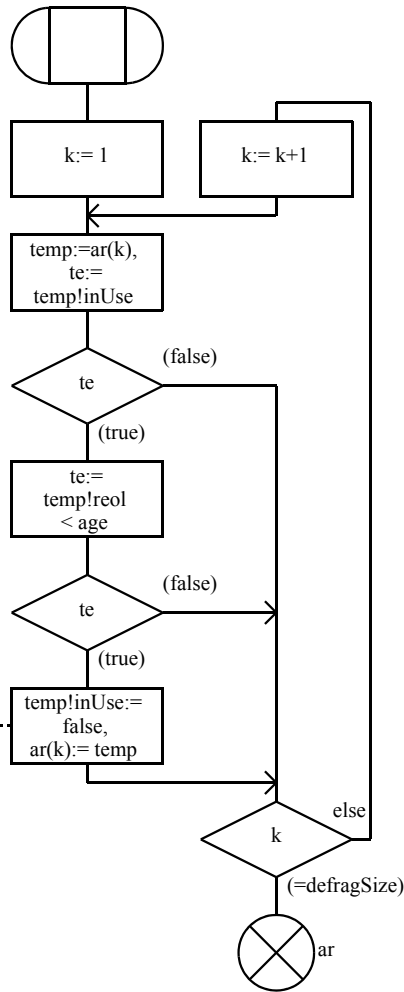 k:= 1
k:= k+1
temp:=ar(k),
te:=
temp!inUse
te
(false)
(true)
te:=
temp!reol
< age
te
(false)
(true)
temp!inUse:=
false,
ar(k):= temp
else
k
(=defragSize)
ar